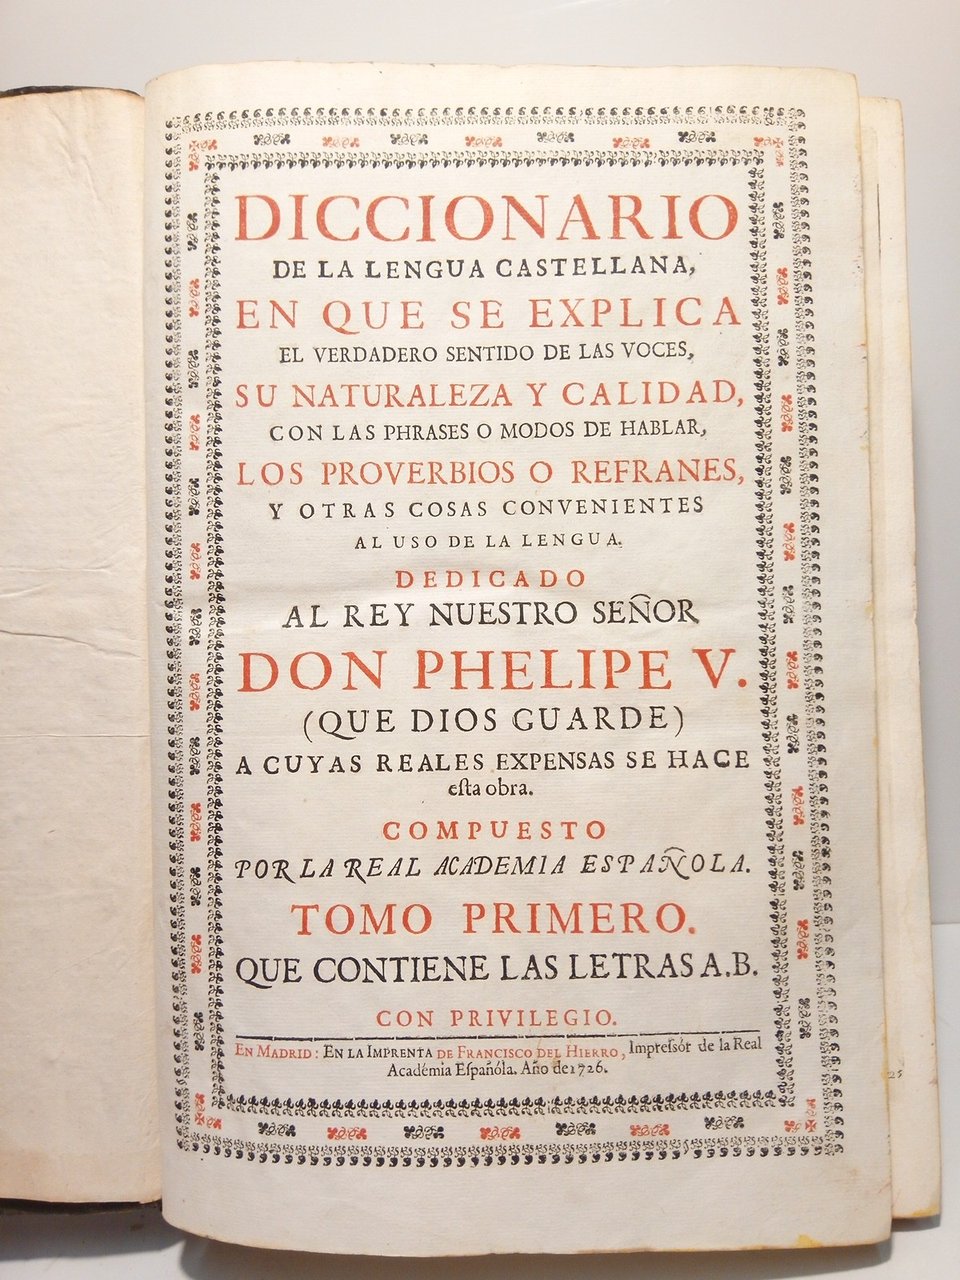 DICCIONARIO
DE LA LENGUA CASTELLANA,
EN QUE SE EXPLICA
EL VERDADERO SENTIDO DE LAS VOCES,
SU NATURALEZA Y CALIDAD,
CON LAS PHRASES O MODOS DE HABLAR,
LOS PROVERBIOS O REFRANES,
Y OTRAS COSAS CONVENIENTES
AL USO DE LA LENGUA.
DEDICADO
AL REY NUESTRO SEÑOR
DON PHELIPE V.
(QUE DIOS GUARDE)
A CUYAS REALES EXPENSAS SE HACE
esta obra.
COMPUESTO
POR LA REAL ACADEMIA ESPAÑOLA.
TOMO PRIMERO.
QUE CONTIENE LAS LETRAS A.B.
CON PRIVILEGIO.
EN MADRID: EN LA IMPRENTA DE FRANCISCO DEL HIERRO, Impressór de la Real
Académia Españóla. Año de 1726.